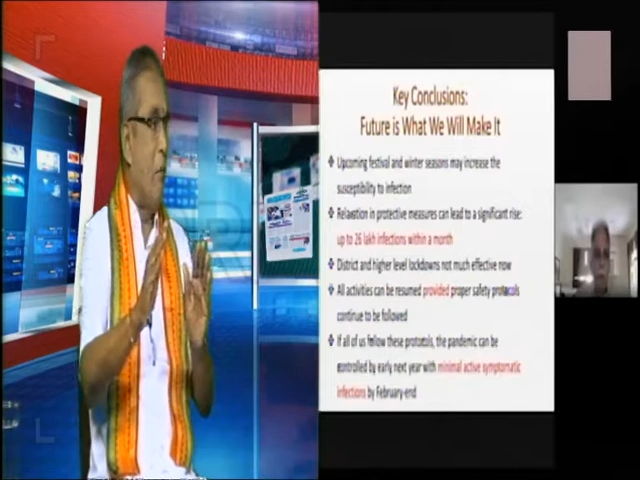 Key Conclusions:
Future is What We Will Make It
❖ Upcoming festival and winter seasons may increase the
susceptibility to infection
❖ Relaxation in protective measures can lead to a significant rise:
up to 26 lakh infections within a month
❖ District and higher level lockdowns not much effective now
❖ All activities can be resumed provided proper safety protocols
continue to be followed
❖ If all of us follow these protocols, the pandemic can be
controlled by early next year with minimal active symptomatic
infections by February-end